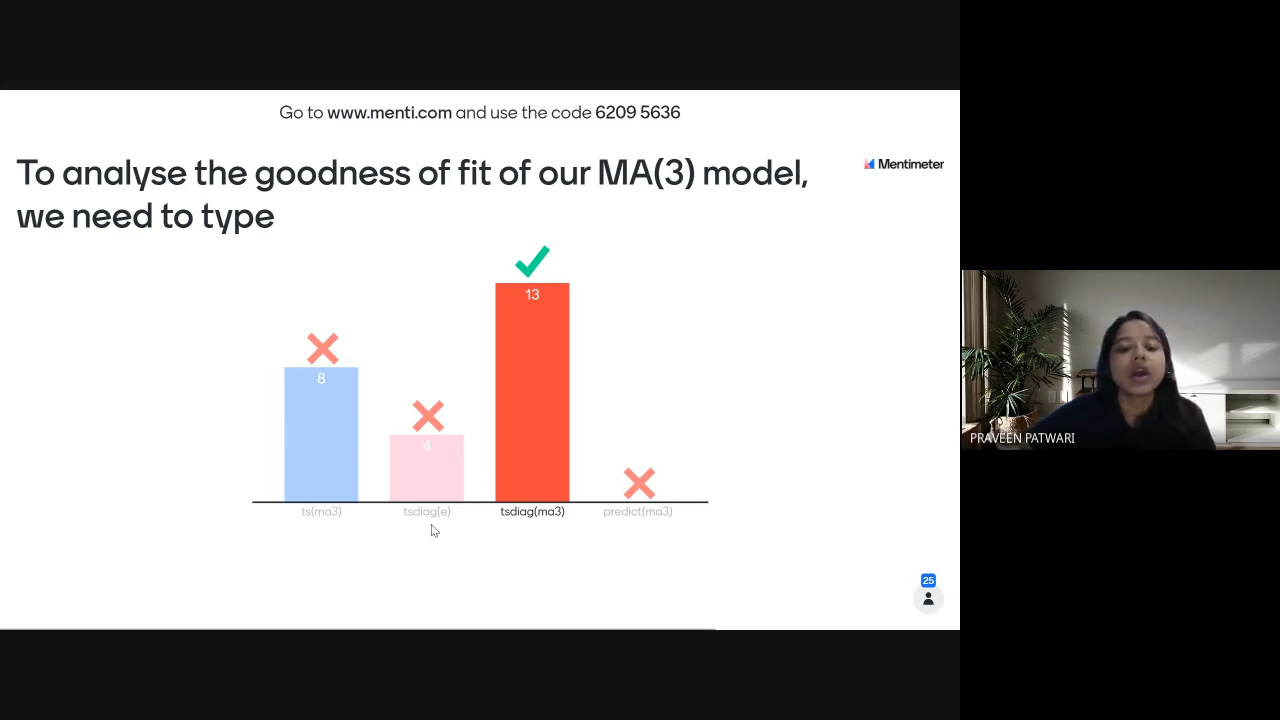 Go to www.menti.com and use the code 6209 5636
To analyse the goodness of fit of our MA(3) model,
we need to type
Mentimeter
13
8
4
ts(ma3)
tsdiag(e)
tsdiag(ma3)
predict(ma3)
25
PRAVEEN PATWARI